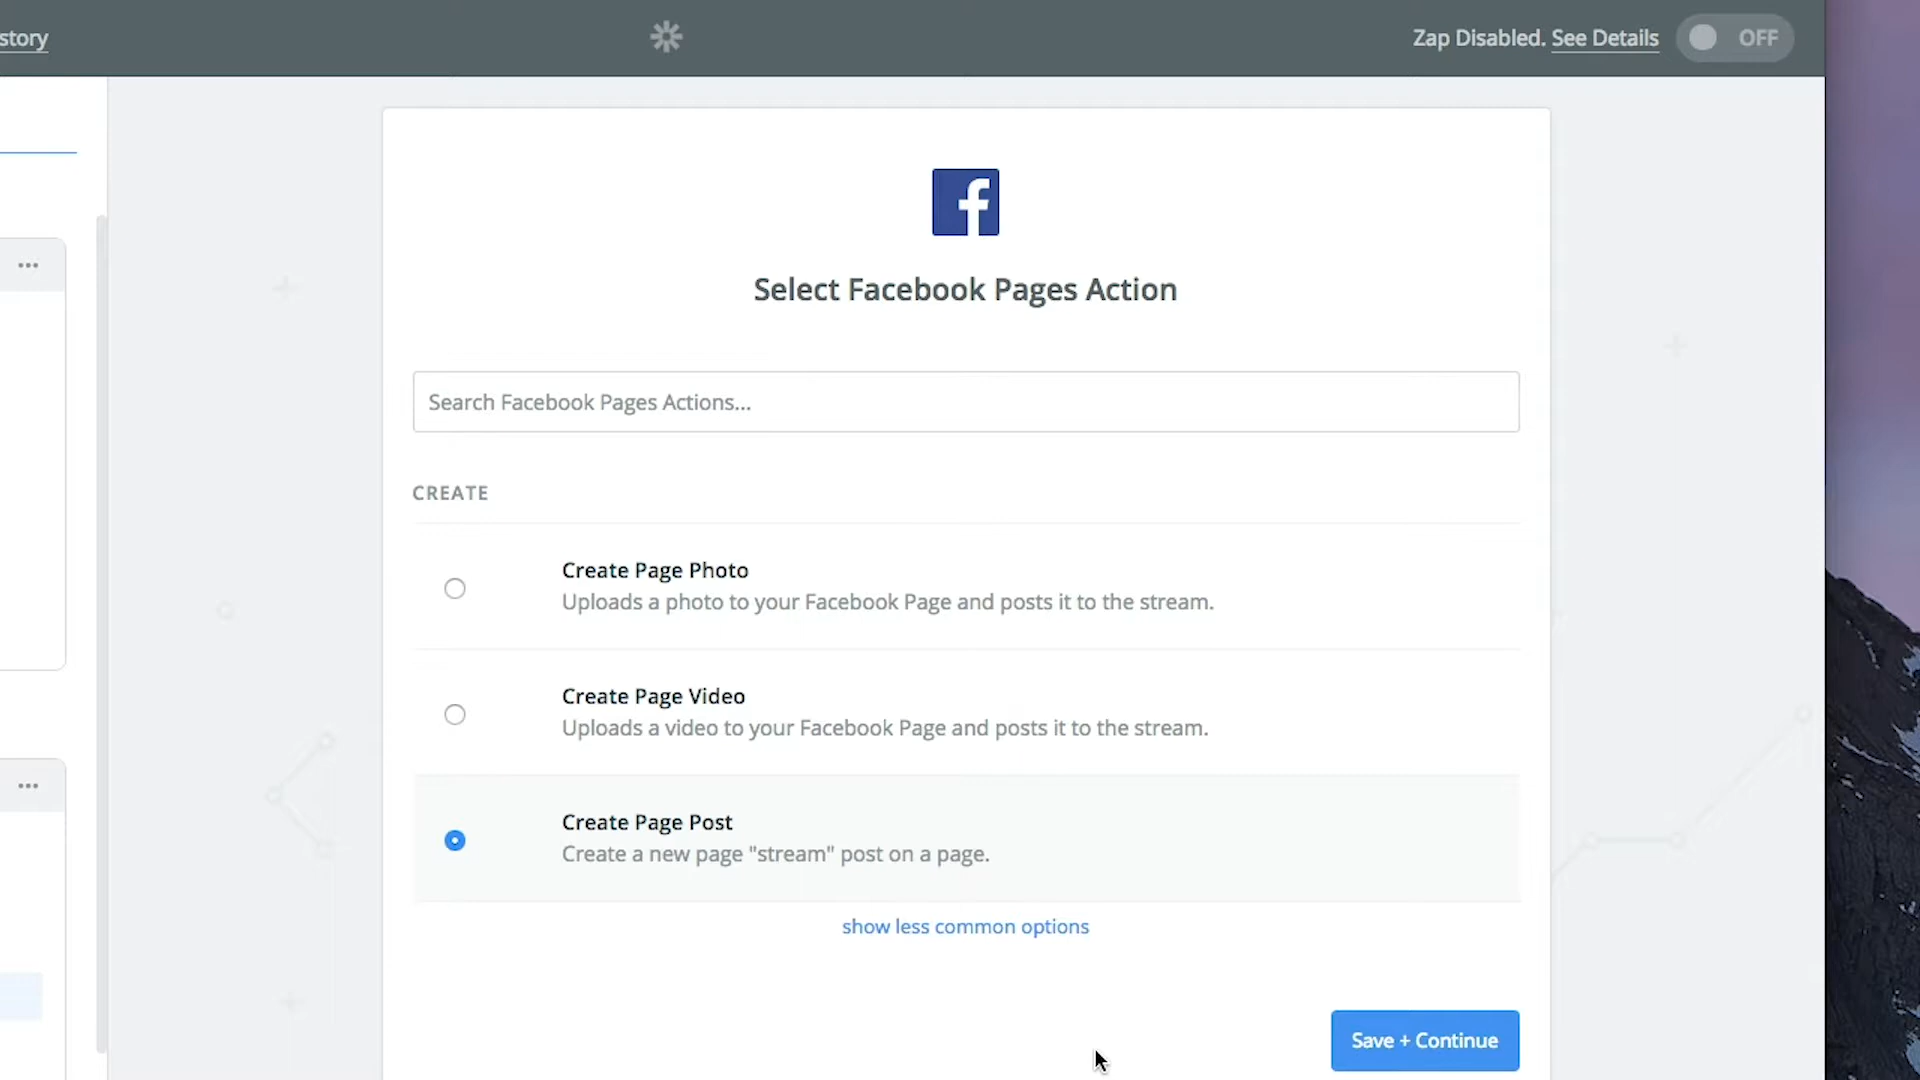 story
Zap Disabled. See Details
OFF
Select Facebook Pages Action
Search Facebook Pages Actions...
CREATE
Create Page Photo
Uploads a photo to your Facebook Page and posts it to the stream.
Create Page Video
Uploads a video to your Facebook Page and posts it to the stream.
Create Page Post
Create a new page "stream" post on a page.
show less common options
Save + Continue